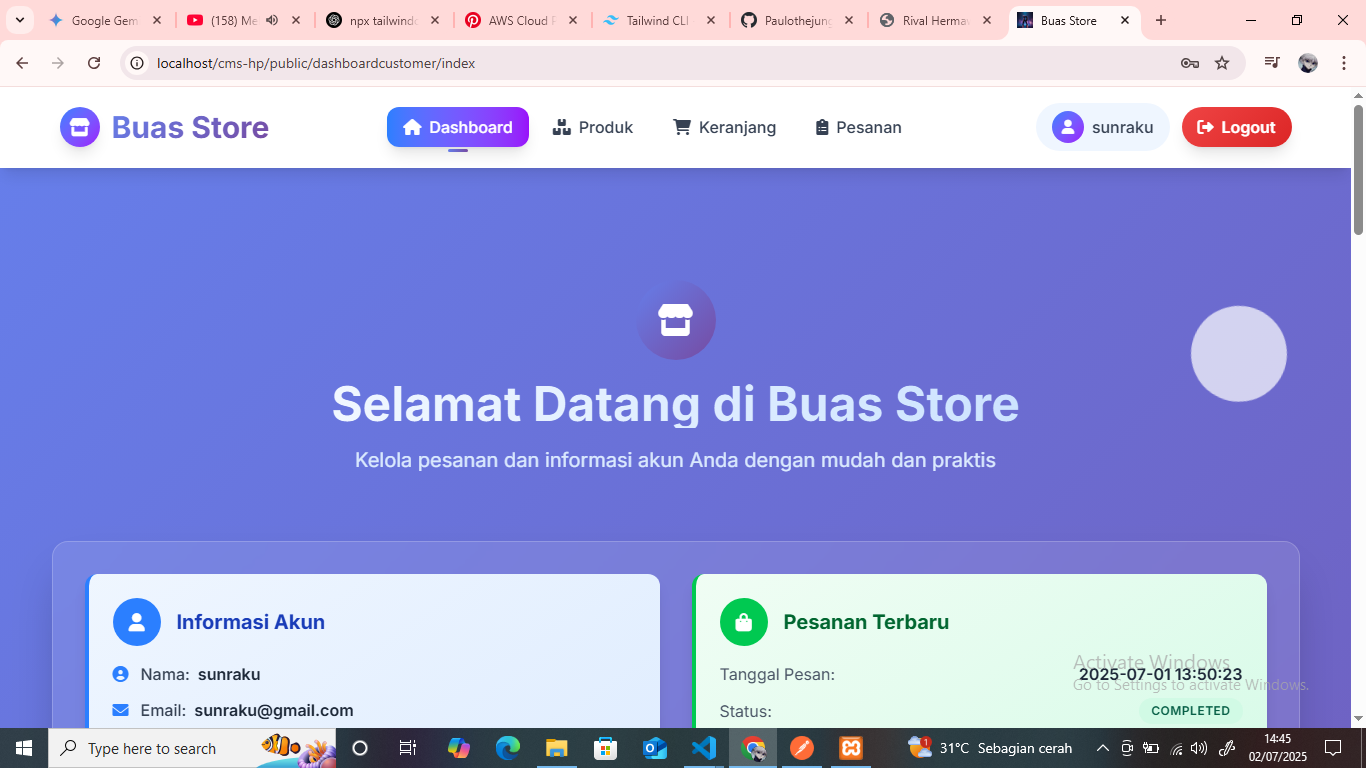 Google Gem
(158) Me
npx tailwindc
AWS Cloud P
Tailwind CLI
Paulothejung
Rival Herma
Buas Store
localhost/cms-hp/public/dashboardcustomer/index
Buas Store
Dashboard
Produk
Keranjang
Pesanan
sunraku
Logout
Selamat Datang di Buas Store
Kelola pesanan dan informasi akun Anda dengan mudah dan praktis
Informasi Akun
Nama: sunraku
Email: sunraku@gmail.com
Pesanan Terbaru
Tanggal Pesan: 2025-07-01 13:50:23
Status: COMPLETED
Activate Windows
Go to Settings to activate Windows.
Type here to search
1
31°C Sebagian cerah
14:45
02/07/2025